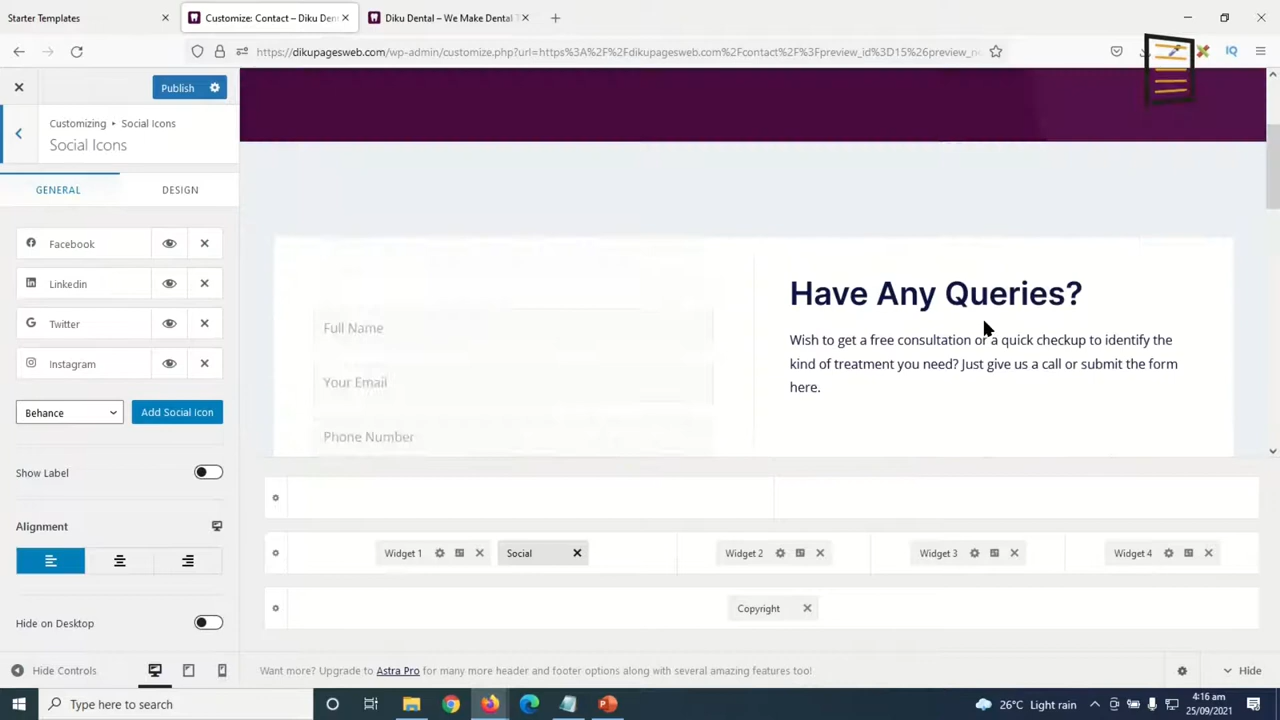 Starter Templates
Customize: Contact – Diku Den
Diku Dental – We Make Dental T
https://dikupagesweb.com/wp-admin/customize.php?url=https%3A%2F%2Fdikupagesweb.com%2Fcontact%2F%3Fpreview_id%3D15%26preview_n
Publish
Customizing ▸ Social Icons
Social Icons
GENERAL
DESIGN
Facebook
Linkedin
Twitter
Instagram
Behance
Add Social Icon
Show Label
Alignment
Hide on Desktop
Hide Controls
Full Name
Your Email
Phone Number
Have Any Queries?
Wish to get a free consultation or a quick checkup to identify the
kind of treatment you need? Just give us a call or submit the form
here.
Widget 1
Social
Widget 2
Widget 3
Widget 4
Copyright
Want more? Upgrade to Astra Pro for many more header and footer options along with several amazing features too!
Hide
Type here to search
26°C Light rain
4:16 am
25/09/2021